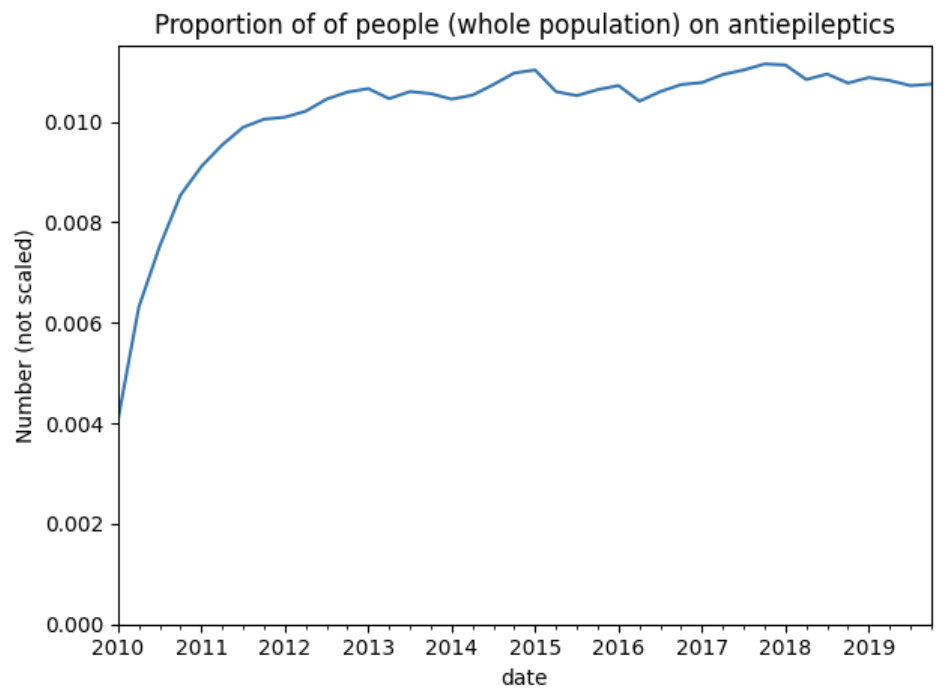 Proportion of of people (whole population) on antiepileptics
Number (not scaled)
0.010
0.008
0.006
0.004
0.002
0.000
2010 2011 2012 2013 2014 2015 2016 2017 2018 2019
date